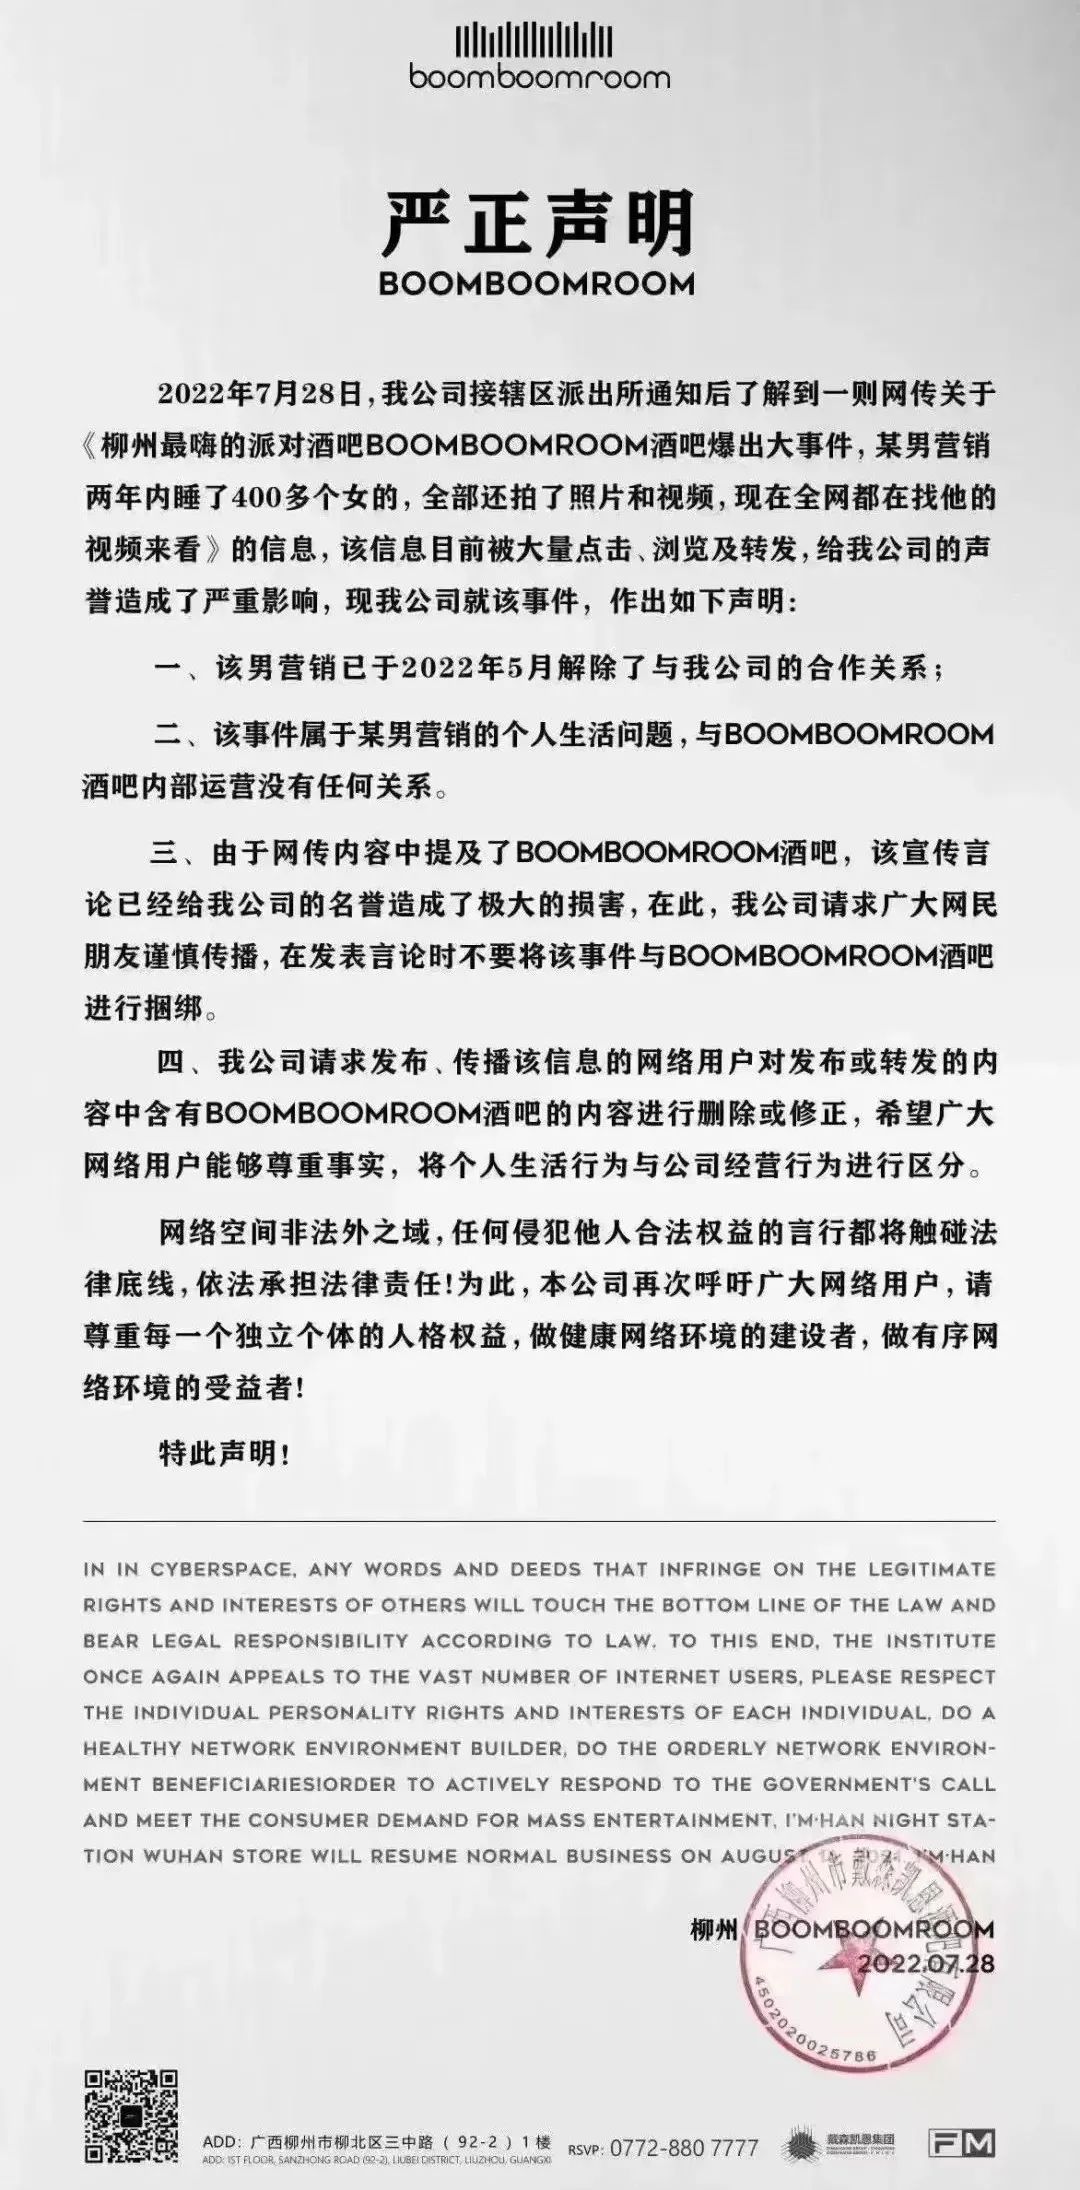 boomboomroom
严正声明
BOOMBOOMROOM
2022年7月28日,我公司接辖区派出所通知后了解到一则网传关于
《柳州最嗨的派对酒吧BOOMBOOMROOM酒吧爆出大事件,某男营销
两年内睡了400多个女的,全部还拍了照片和视频,现在全网都在找他的
视频来看》的信息,该信息目前被大量点击、浏览及转发,给我公司的声
誉造成了严重影响,现我公司就该事件,作出如下声明:
一、该男营销已于2022年5月解除了与我公司的合作关系;
二、该事件属于某男营销的个人生活问题,与BOOMBOOMROOM
酒吧内部运营没有任何关系。
三、由于网传内容中提及了BOOMBOOMROOM酒吧,该宣传言
论已经给我公司的名誉造成了极大的损害,在此,我公司请求广大网民
朋友谨慎传播,在发表言论时不要将该事件与BOOMBOOMROOM酒吧
进行捆绑。
四、我公司请求发布、传播该信息的网络用户对发布或转发的内
容中含有BOOMBOOMROOM酒吧的内容进行删除或修正,希望广大
网络用户能够尊重事实,将个人生活行为与公司经营行为进行区分。
网络空间非法外之域,任何侵犯他人合法权益的言行都将触碰法
律底线,依法承担法律责任!为此,本公司再次呼吁广大网络用户,请
尊重每一个独立个体的人格权益,做健康网络环境的建设者,做有序网
络环境的受益者!
特此声明!
IN IN CYBERSPACE, ANY WORDS AND DEEDS THAT INFRINGE ON THE LEGITIMATE
RIGHTS AND INTERESTS OF OTHERS WILL TOUCH THE BOTTOM LINE OF THE LAW AND
BEAR LEGAL RESPONSIBILITY ACCORDING TO LAW. TO THIS END, THE INSTITUTE
ONCE AGAIN APPEALS TO THE VAST NUMBER OF INTERNET USERS, PLEASE RESPECT
THE INDIVIDUAL PERSONALITY RIGHTS AND INTERESTS OF EACH INDIVIDUAL, DO A
HEALTHY NETWORK ENVIRONMENT BUILDER, DO THE ORDERLY NETWORK ENVIRON-
MENT BENEFICIARIES!ORDER TO ACTIVELY RESPOND TO THE GOVERNMENT'S CALL
AND MEET THE CONSUMER DEMAND FOR MASS ENTERTAINMENT, I'M·HAN NIGHT STA-
TION WUHAN STORE WILL RESUME NORMAL BUSINESS ON AUGUST 2021 I'M·HAN
柳州 BOOMBOOMROOM
2022.07.28
广西柳州市戴森凯恩酒吧有限公司
4502020025786
ADD: 广西柳州市柳北区三中路 ( 92-2 ) 1 楼
ADD: 1ST FLOOR, SANZHONG ROAD (92-2), LIUBEI DISTRICT, LIUZHOU, GUANGXI
RSVP: 0772-880 7777
戴森凯恩集团
FM